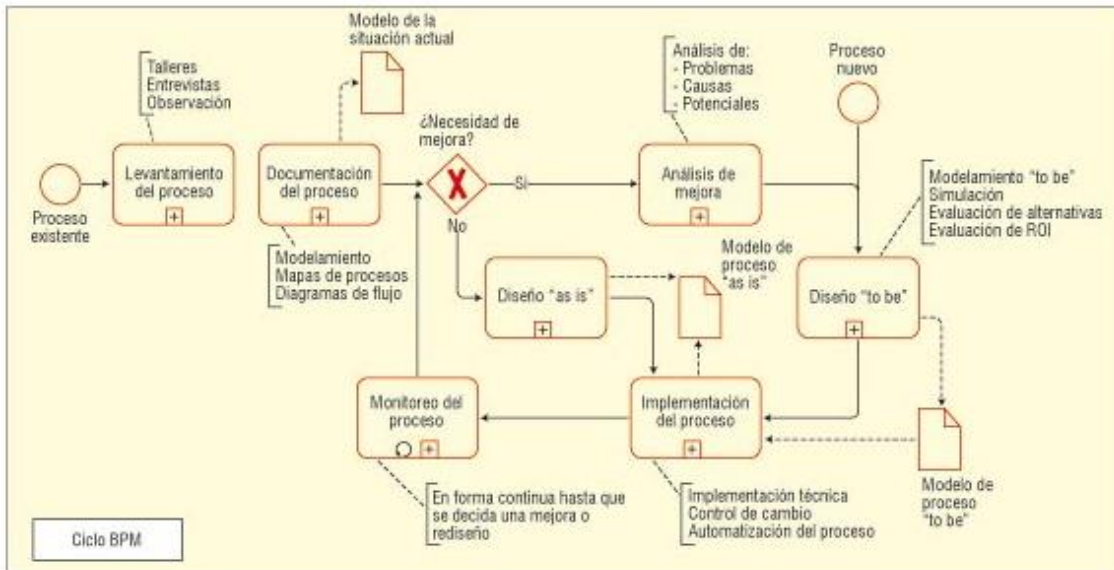 Modelo de la
situación actual
Talleres
Entrevistas
Observación
Análisis de:
- Problemas
- Causas
- Potenciales
Proceso
nuevo
¿Necesidad de
mejora?
Levantamiento
del proceso
Documentación
del proceso
X
Si
Análisis de
mejora
Modelamiento "to be"
Simulación
Evaluación de alternativas
Evaluación de ROI
Proceso
existente
No
Modelamiento
Mapas de procesos
Diagramas de flujo
Modelo de
proceso
"as is"
Diseño "as is"
Diseño "to be"
Monitoreo del
proceso
Implementación
del proceso
Modelo de
proceso
"to be"
En forma continua hasta que
se decida una mejora o
rediseño
Implementación técnica
Control de cambio
Automatización del proceso
Ciclo BPM